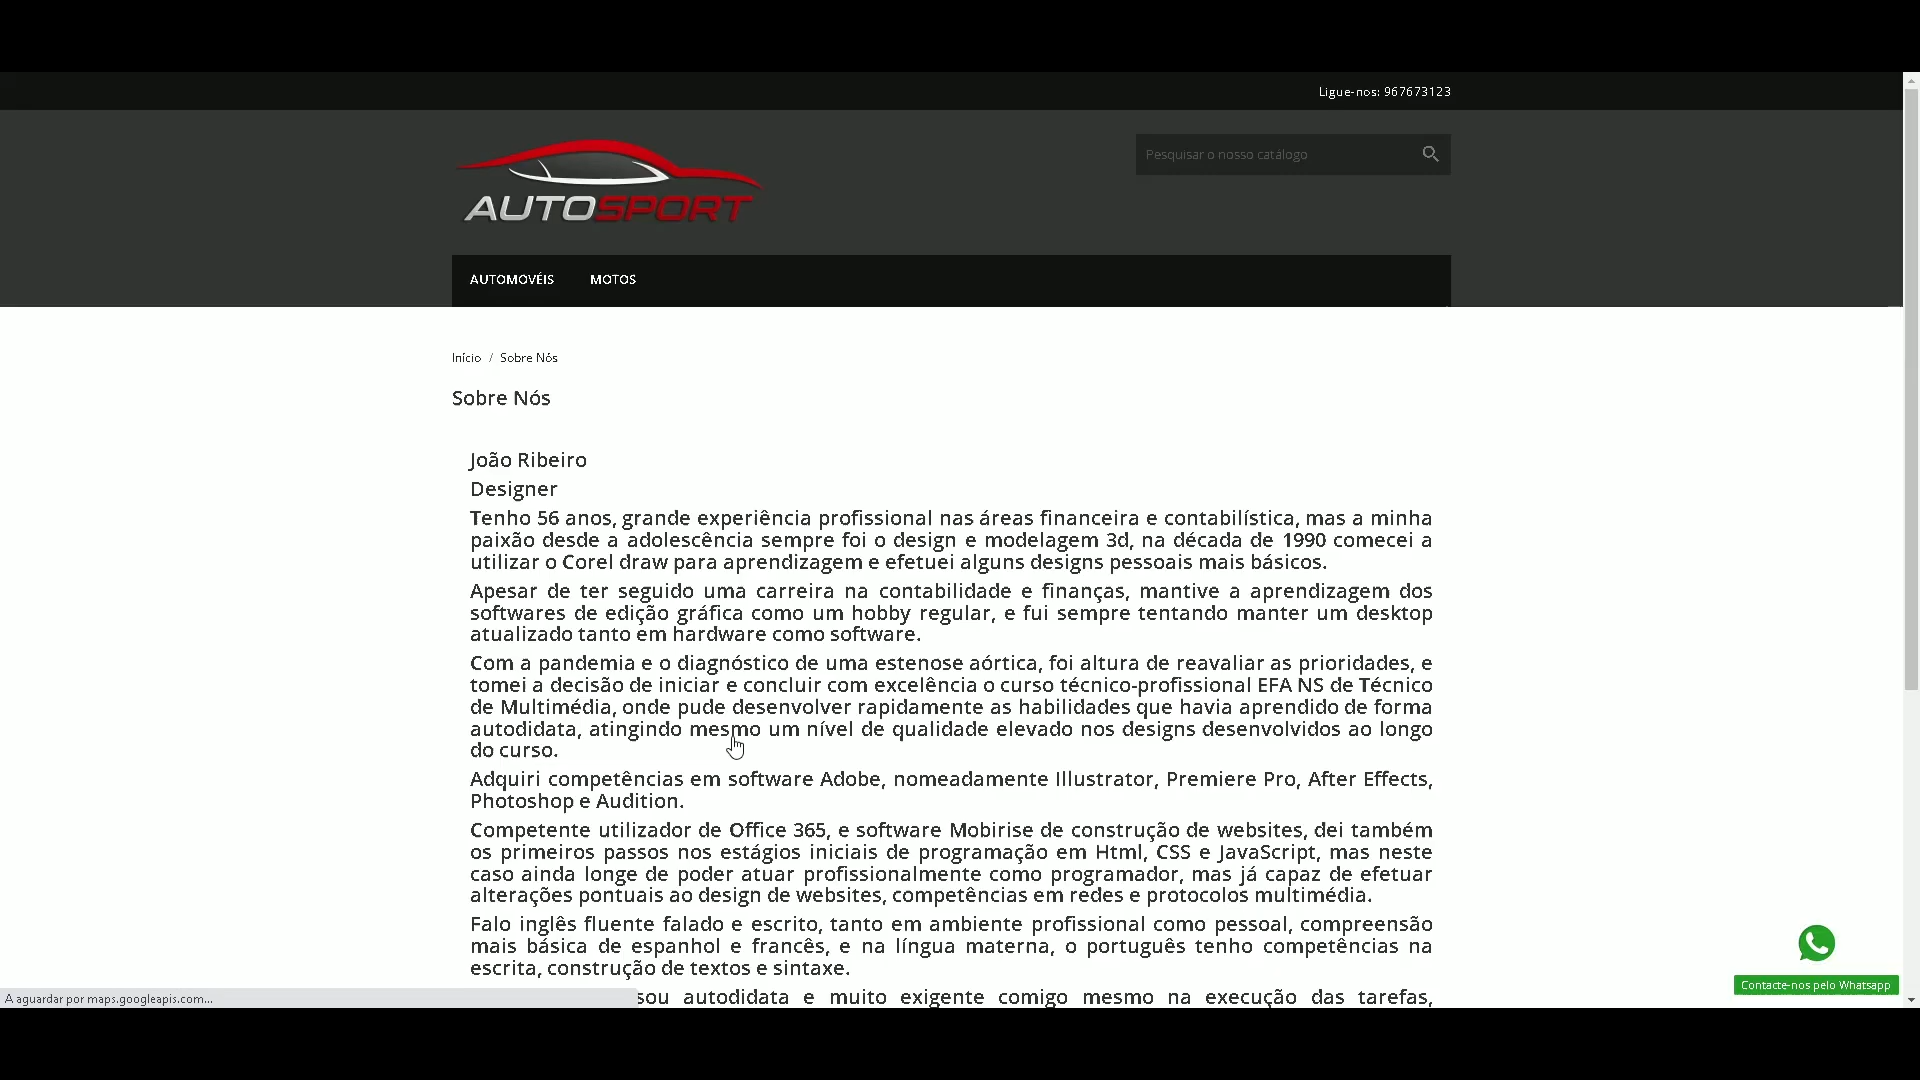 Ligue-nos: 967673123
Pesquisar o nosso catálogo
AUTOSPORT
AUTOMOVÉIS MOTOS
Início / Sobre Nós
Sobre Nós
João Ribeiro
Designer
Tenho 56 anos, grande experiência profissional nas áreas financeira e contabilística, mas a minha
paixão desde a adolescência sempre foi o design e modelagem 3d, na década de 1990 comecei a
utilizar o Corel draw para aprendizagem e efetuei alguns designs pessoais mais básicos.
Apesar de ter seguido uma carreira na contabilidade e finanças, mantive a aprendizagem dos
softwares de edição gráfica como um hobby regular, e fui sempre tentando manter um desktop
atualizado tanto em hardware como software.
Com a pandemia e o diagnóstico de uma estenose aórtica, foi altura de reavaliar as prioridades, e
tomei a decisão de iniciar e concluir com excelência o curso técnico-profissional EFA NS de Técnico
de Multimédia, onde pude desenvolver rapidamente as habilidades que havia aprendido de forma
autodidata, atingindo mesmo um nível de qualidade elevado nos designs desenvolvidos ao longo
do curso.
Adquiri competências em software Adobe, nomeadamente Illustrator, Premiere Pro, After Effects,
Photoshop e Audition.
Competente utilizador de Office 365, e software Mobirise de construção de websites, dei também
os primeiros passos nos estágios iniciais de programação em Html, CSS e JavaScript, mas neste
caso ainda longe de poder atuar profissionalmente como programador, mas já capaz de efetuar
alterações pontuais ao design de websites, competências em redes e protocolos multimédia.
Falo inglês fluente falado e escrito, tanto em ambiente profissional como pessoal, compreensão
mais básica de espanhol e francês, e na língua materna, o português tenho competências na
escrita, construção de textos e sintaxe.
sou autodidata e muito exigente comigo mesmo na execução das tarefas,
Contacte-nos pelo Whatsapp
A aguardar por maps.googleapis.com...